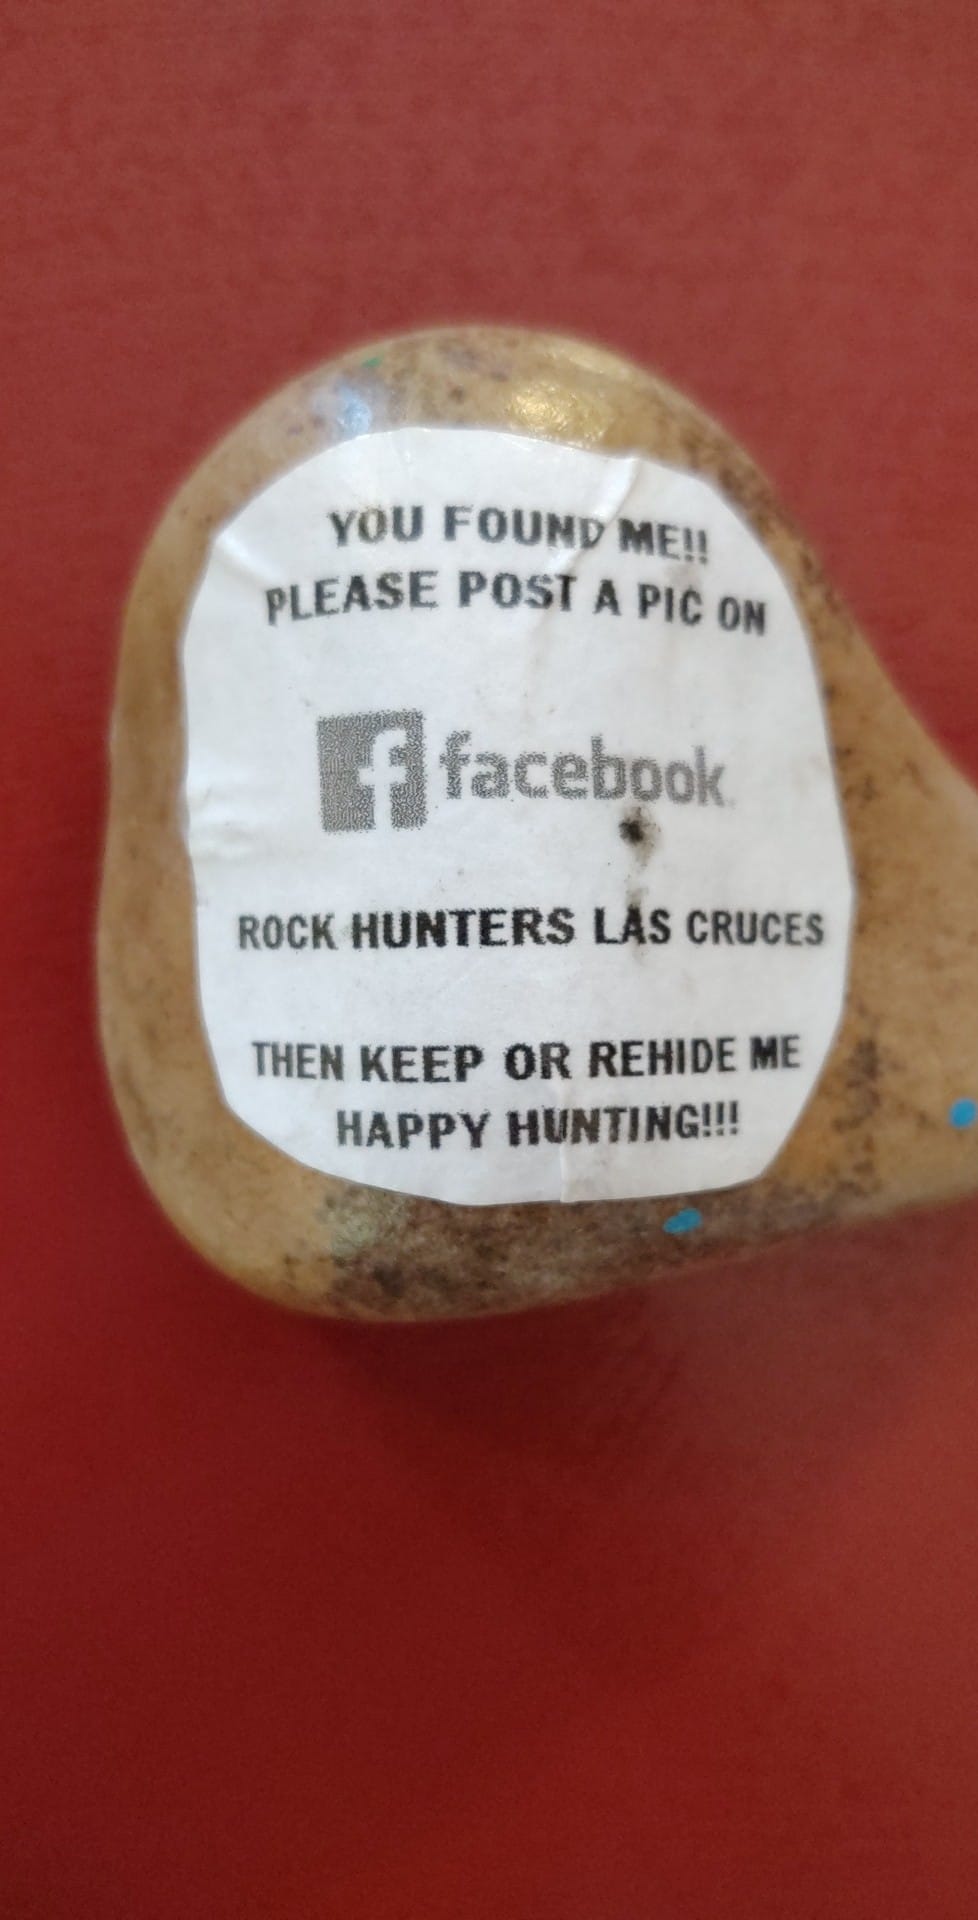 YOU FOUND ME!!
PLEASE POST A PIC ON
f facebook
ROCK HUNTERS LAS CRUCES
THEN KEEP OR REHIDE ME
HAPPY HUNTING!!!